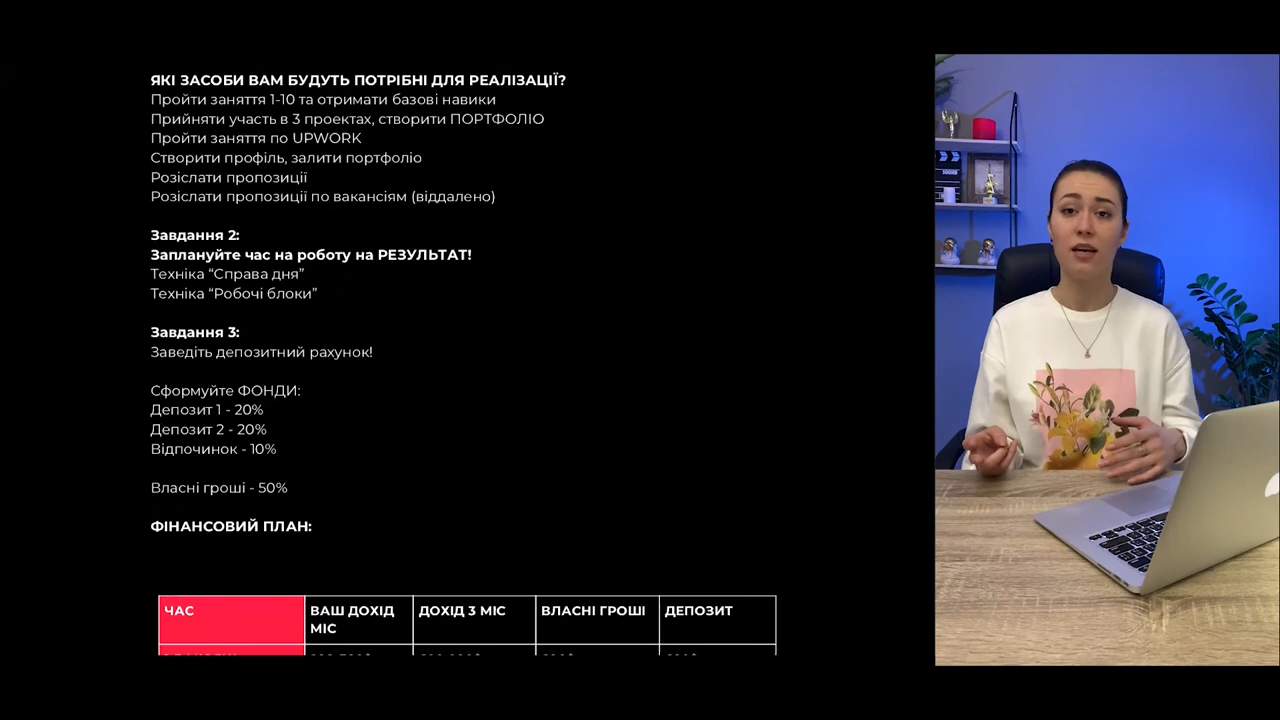 ЯКІ ЗАСОБИ ВАМ БУДУТЬ ПОТРІБНІ ДЛЯ РЕАЛІЗАЦІЇ?
Пройти заняття 1-10 та отримати базові навики
Прийняти участь в 3 проектах, створити ПОРТФОЛІО
Пройти заняття по UPWORK
Створити профіль, залити портфоліо
Розіслати пропозиції
Розіслати пропозиції по вакансіям (віддалено)
Завдання 2:
Заплануйте час на роботу на РЕЗУЛЬТАТ!
Техніка “Справа дня”
Техніка “Робочі блоки”
Завдання 3:
Заведіть депозитний рахунок!
Сформуйте ФОНДИ:
Депозит 1 - 20%
Депозит 2 - 20%
Відпочинок - 10%
Власні гроші - 50%
ФІНАНСОВИЙ ПЛАН:
ЧАС
ВАШ ДОХІД
МІС
ДОХІД 3 МІС
ВЛАСНІ ГРОШІ
ДЕПОЗИТ